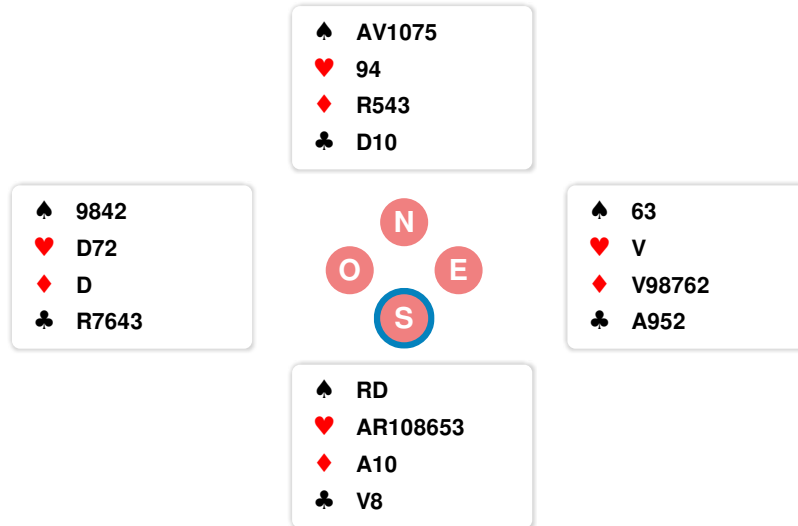 ♠ AV1075
♥ 94
♦ R543
♣ D10
♠ 9842
♥ D72
♦ D
♣ R7643
N
O E
S
♠ 63
♥ V
♦ V98762
♣ A952
♠ RD
♥ AR108653
♦ A10
♣ V8